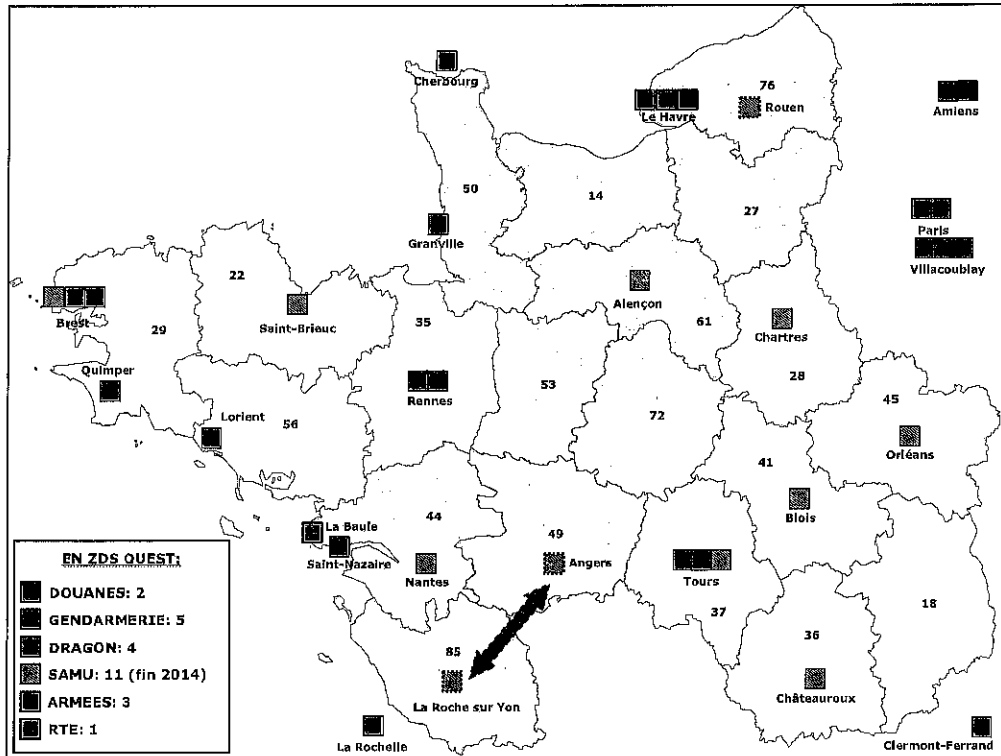 Cherbourg
76
Le Havre
Rouen
Amiens
50
14
27
Paris
Granville
Villacoublay
22
Alençon
61
Brest
29
Saint-Brieuc
35
Chartres
28
Quimper
Rennes
53
72
45
Lorient
56
Orléans
41
Blois
44
49
La Baule
Saint-Nazaire
Nantes
Angers
Tours
37
18
36
85
La Roche sur Yon
Châteauroux
La Rochelle
Clermont-Ferrand
EN ZDS OUEST:
DOUANES: 2
GENDARMERIE: 5
DRAGON: 4
SAMU: 11 (fin 2014)
ARMEES: 3
RTE: 1